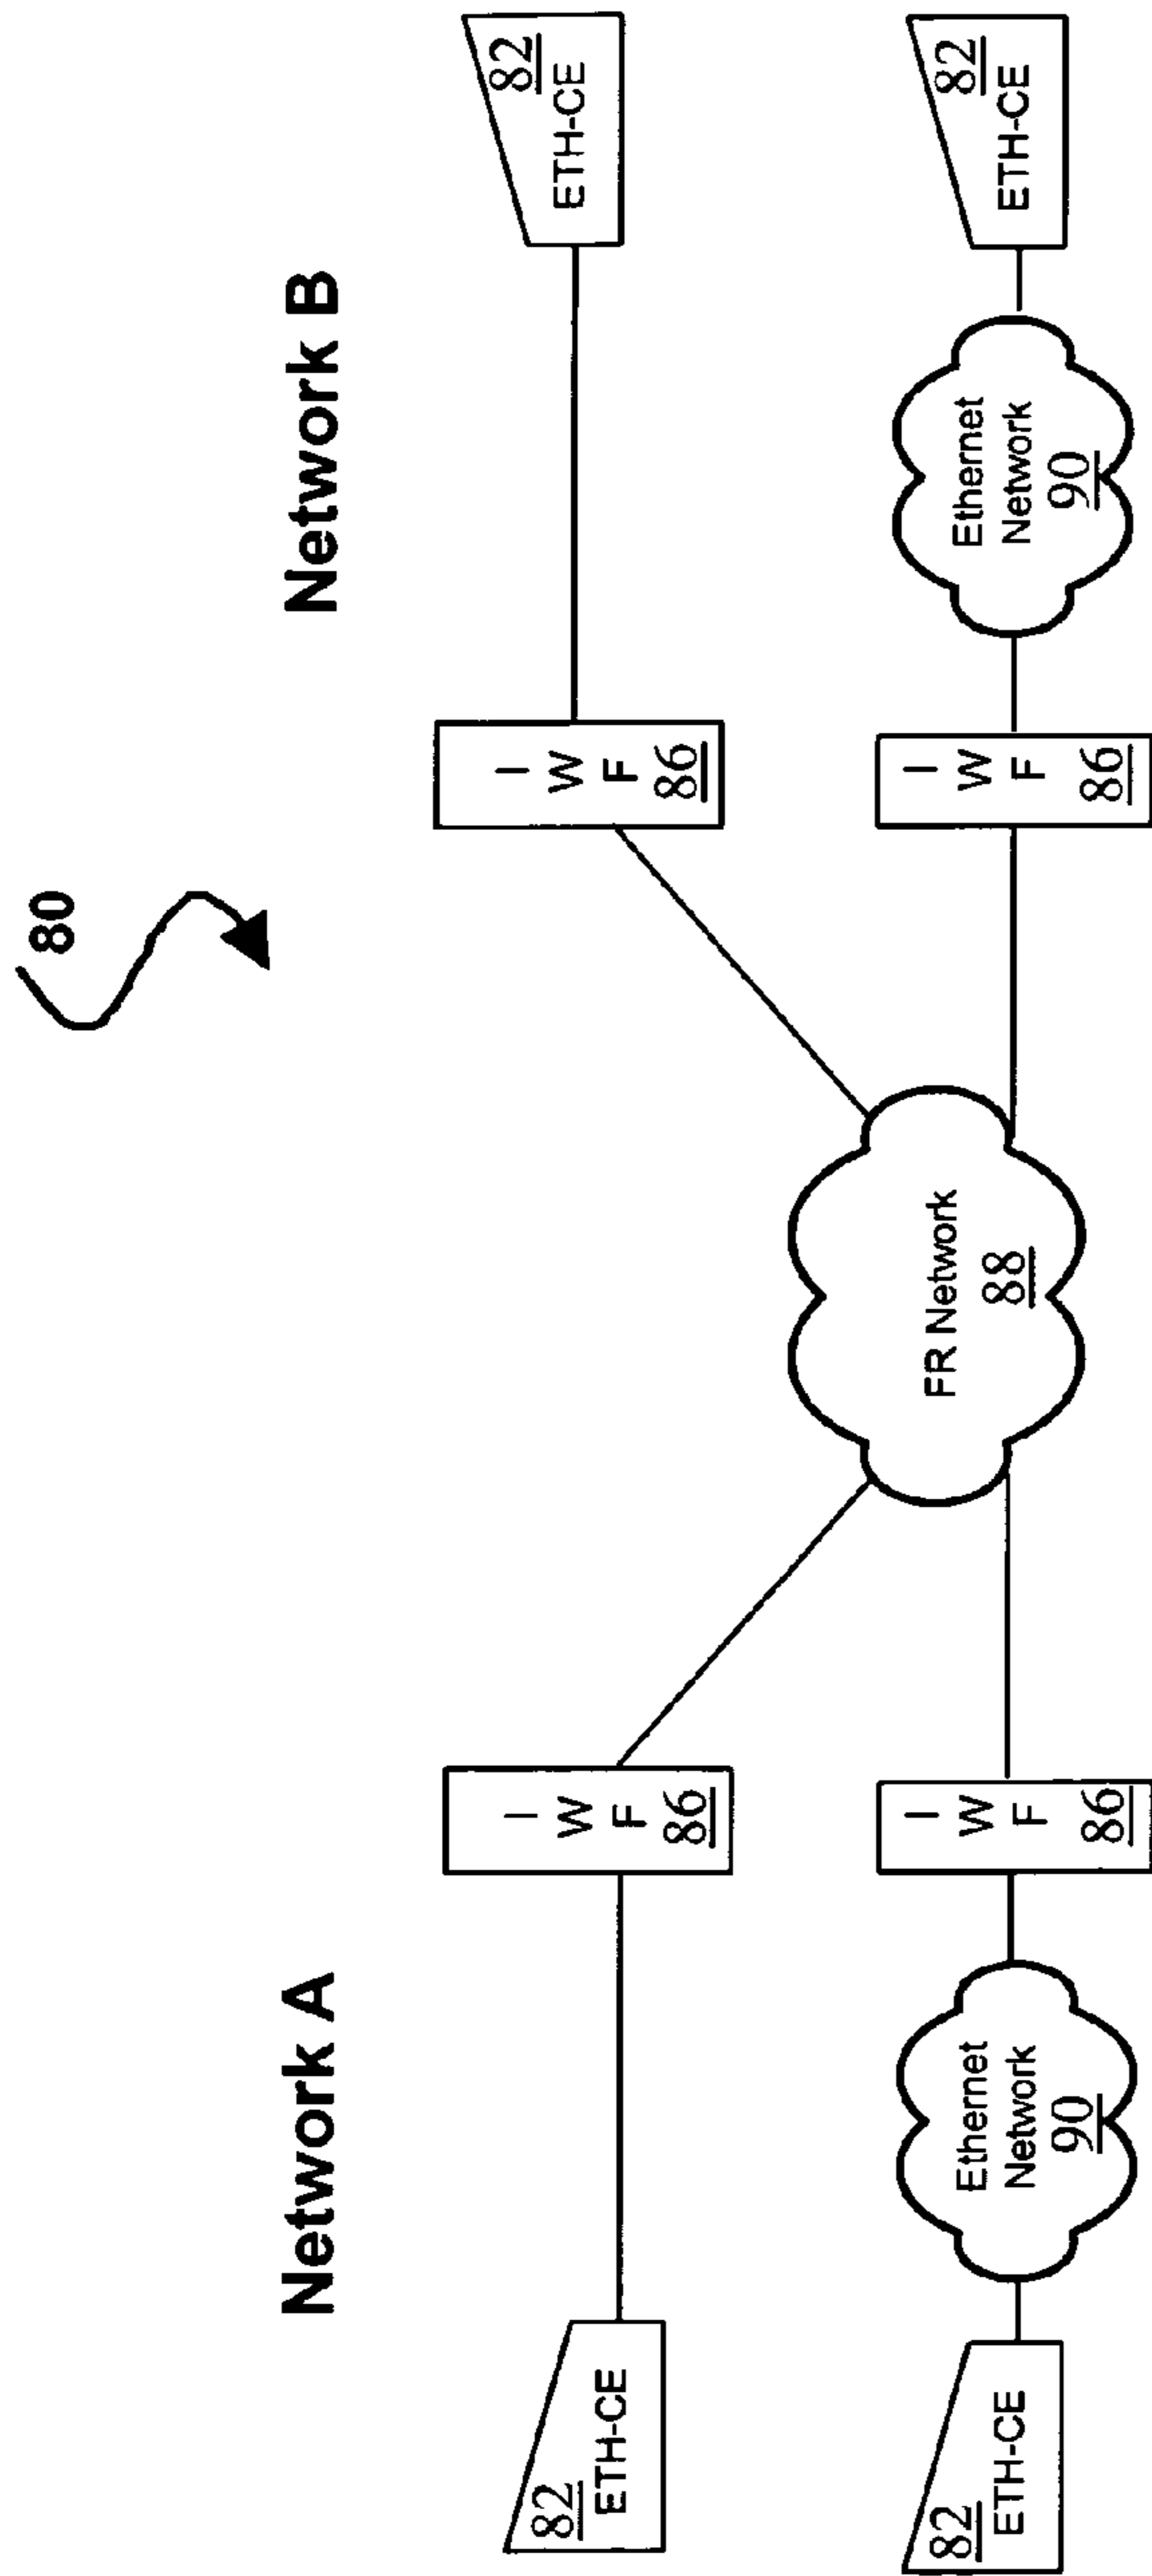 80
Network A
Network B
82
ETH-CE
I
W
F
86
I
W
F
86
82
ETH-CE
FR Network
88
82
ETH-CE
Ethernet
Network
90
I
W
F
86
I
W
F
86
Ethernet
Network
90
82
ETH-CE